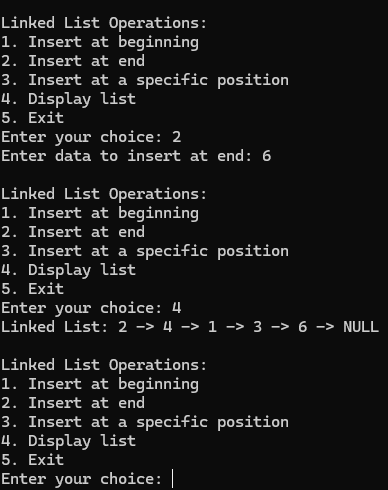 Linked List Operations:
1. Insert at beginning
2. Insert at end
3. Insert at a specific position
4. Display list
5. Exit
Enter your choice: 2
Enter data to insert at end: 6
Linked List Operations:
1. Insert at beginning
2. Insert at end
3. Insert at a specific position
4. Display list
5. Exit
Enter your choice: 4
Linked List: 2 -> 4 -> 1 -> 3 -> 6 -> NULL
Linked List Operations:
1. Insert at beginning
2. Insert at end
3. Insert at a specific position
4. Display list
5. Exit
Enter your choice: